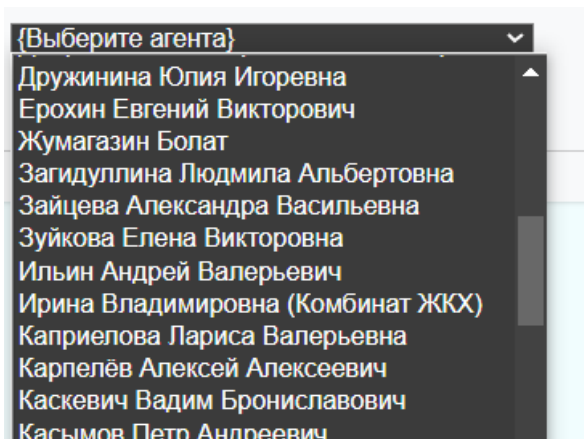 {Выберите агента}
Дружинина Юлия Игоревна
Ерохин Евгений Викторович
Жумагазин Болат
Загидуллина Людмила Альбертовна
Зайцева Александра Васильевна
Зуйкова Елена Викторовна
Ильин Андрей Валерьевич
Ирина Владимировна (Комбинат ЖКХ)
Каприелова Лариса Валерьевна
Карпелёв Алексей Алексеевич
Каскевич Вадим Брониславович
Касымов Петр Андреевич